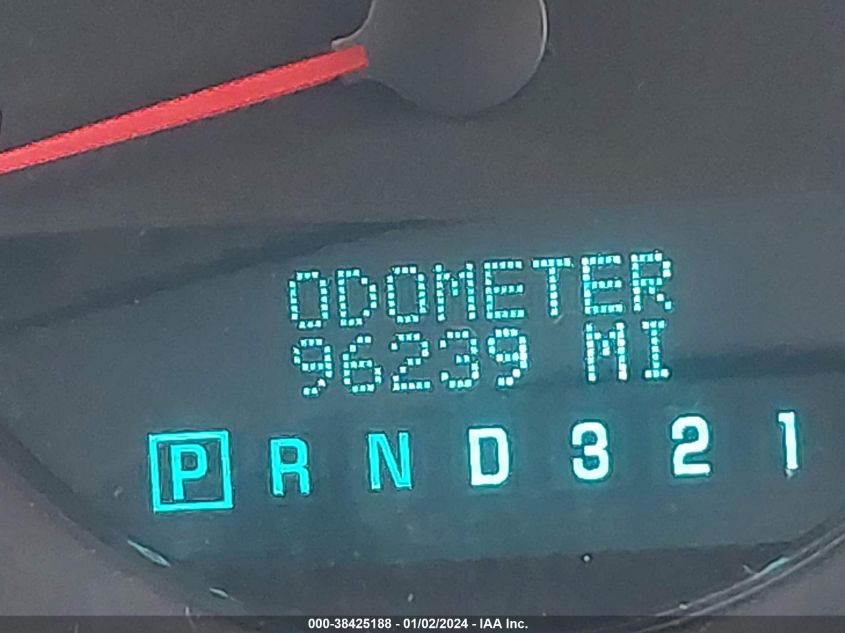 ODOMETER
96239 MI
P R N D 3 2 1
000-38425188 - 01/02/2024 - IAA Inc.